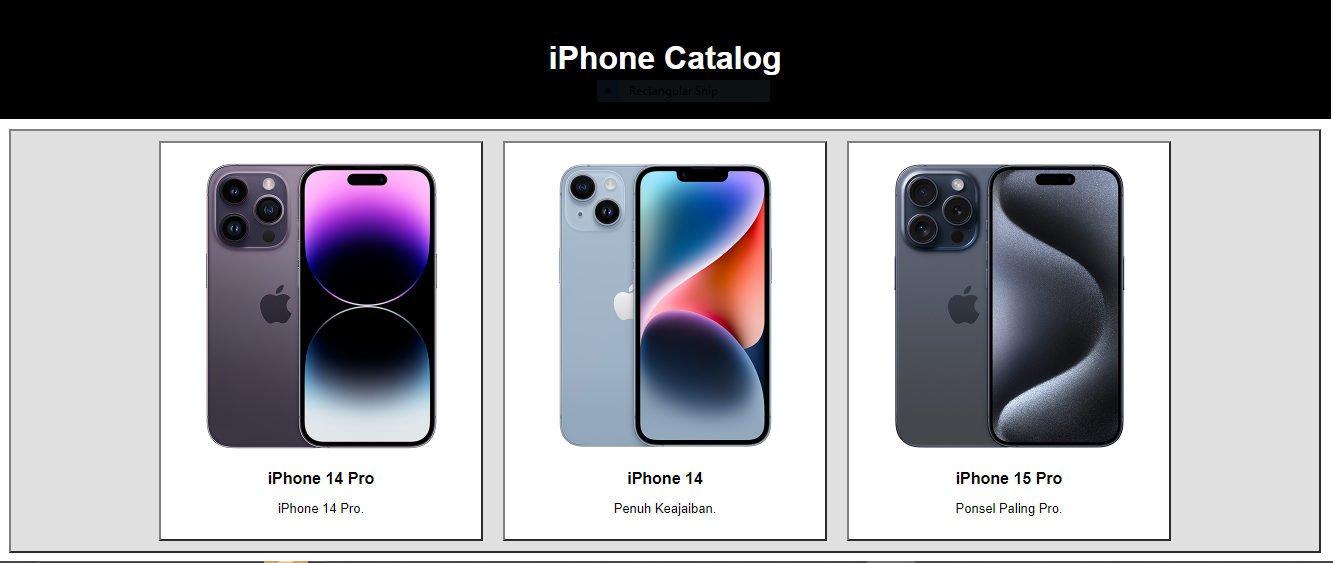 iPhone Catalog
Rectangular Snip
iPhone 14 Pro
iPhone 14 Pro.
iPhone 14
Penuh Keajaiban.
iPhone 15 Pro
Ponsel Paling Pro.